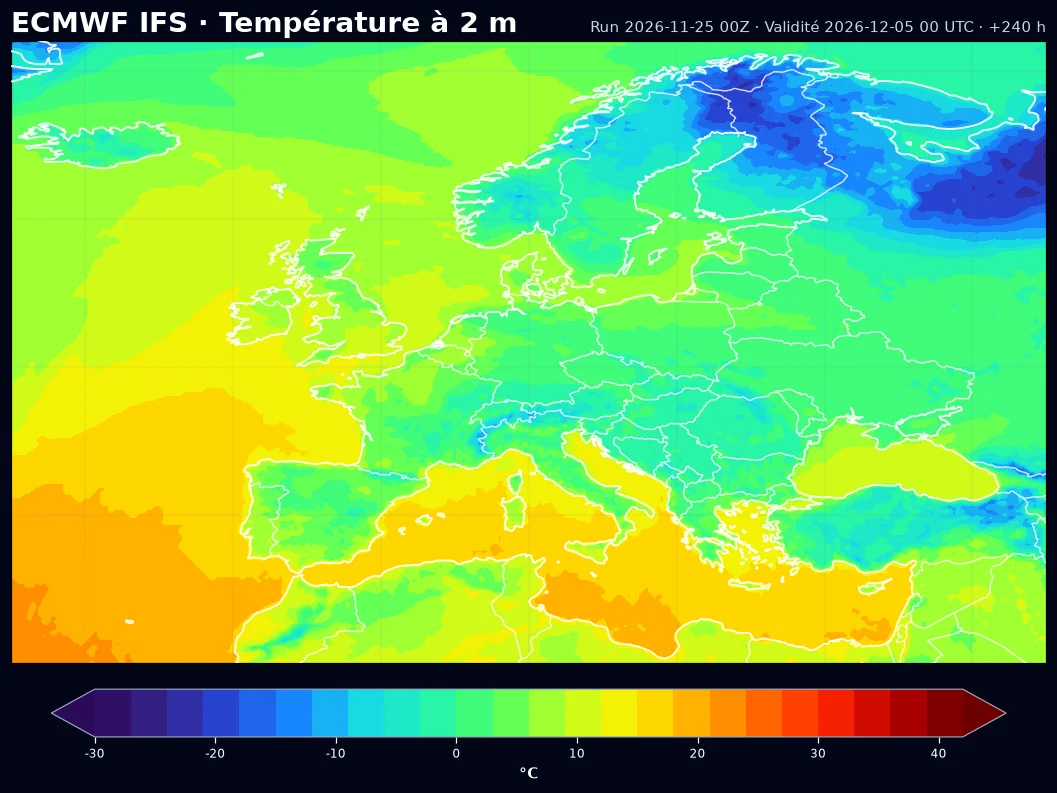 ECMWF IFS · Température à 2 m
Run 2026-11-25 00Z · Validité 2026-12-05 00 UTC · +240 h
-30 -20 -10 0 10 20 30 40
°C